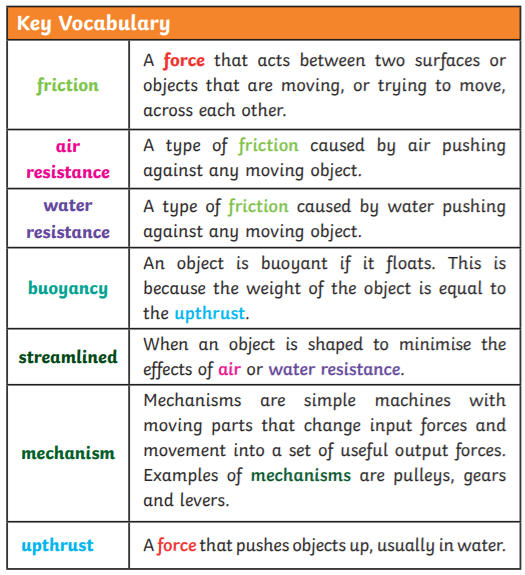 Key Vocabulary
friction
A force that acts between two surfaces or
objects that are moving, or trying to move,
across each other.
air
resistance
A type of friction caused by air pushing
against any moving object.
water
resistance
A type of friction caused by water pushing
against any moving object.
buoyancy
An object is buoyant if it floats. This is
because the weight of the object is equal to
the upthrust.
streamlined
When an object is shaped to minimise the
effects of air or water resistance.
mechanism
Mechanisms are simple machines with
moving parts that change input forces and
movement into a set of useful output forces.
Examples of mechanisms are pulleys, gears
and levers.
upthrust
A force that pushes objects up, usually in water.